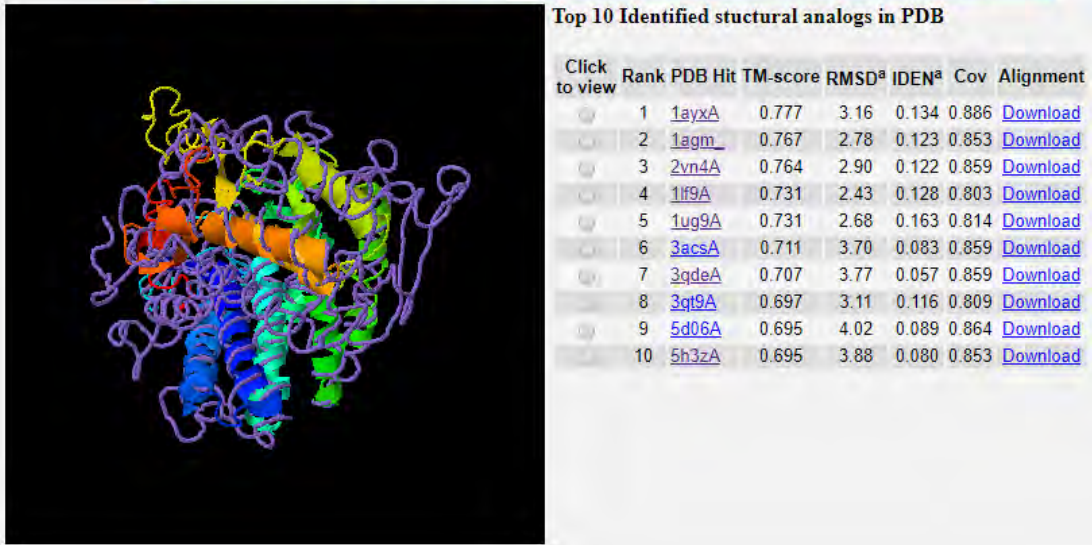 Top 10 Identified stuctural analogs in PDB
Click to view Rank PDB Hit TM-score RMSDa IDENa Cov Alignment
1 1ayxA 0.777 3.16 0.134 0.886 Download
2 1agm_ 0.767 2.78 0.123 0.853 Download
3 2vn4A 0.764 2.90 0.122 0.859 Download
4 1lf9A 0.731 2.43 0.128 0.803 Download
5 1ug9A 0.731 2.68 0.163 0.814 Download
6 3acsA 0.711 3.70 0.083 0.859 Download
7 3qdeA 0.707 3.77 0.057 0.859 Download
8 3qt9A 0.697 3.11 0.116 0.809 Download
9 5d06A 0.695 4.02 0.089 0.864 Download
10 5h3zA 0.695 3.88 0.080 0.853 Download